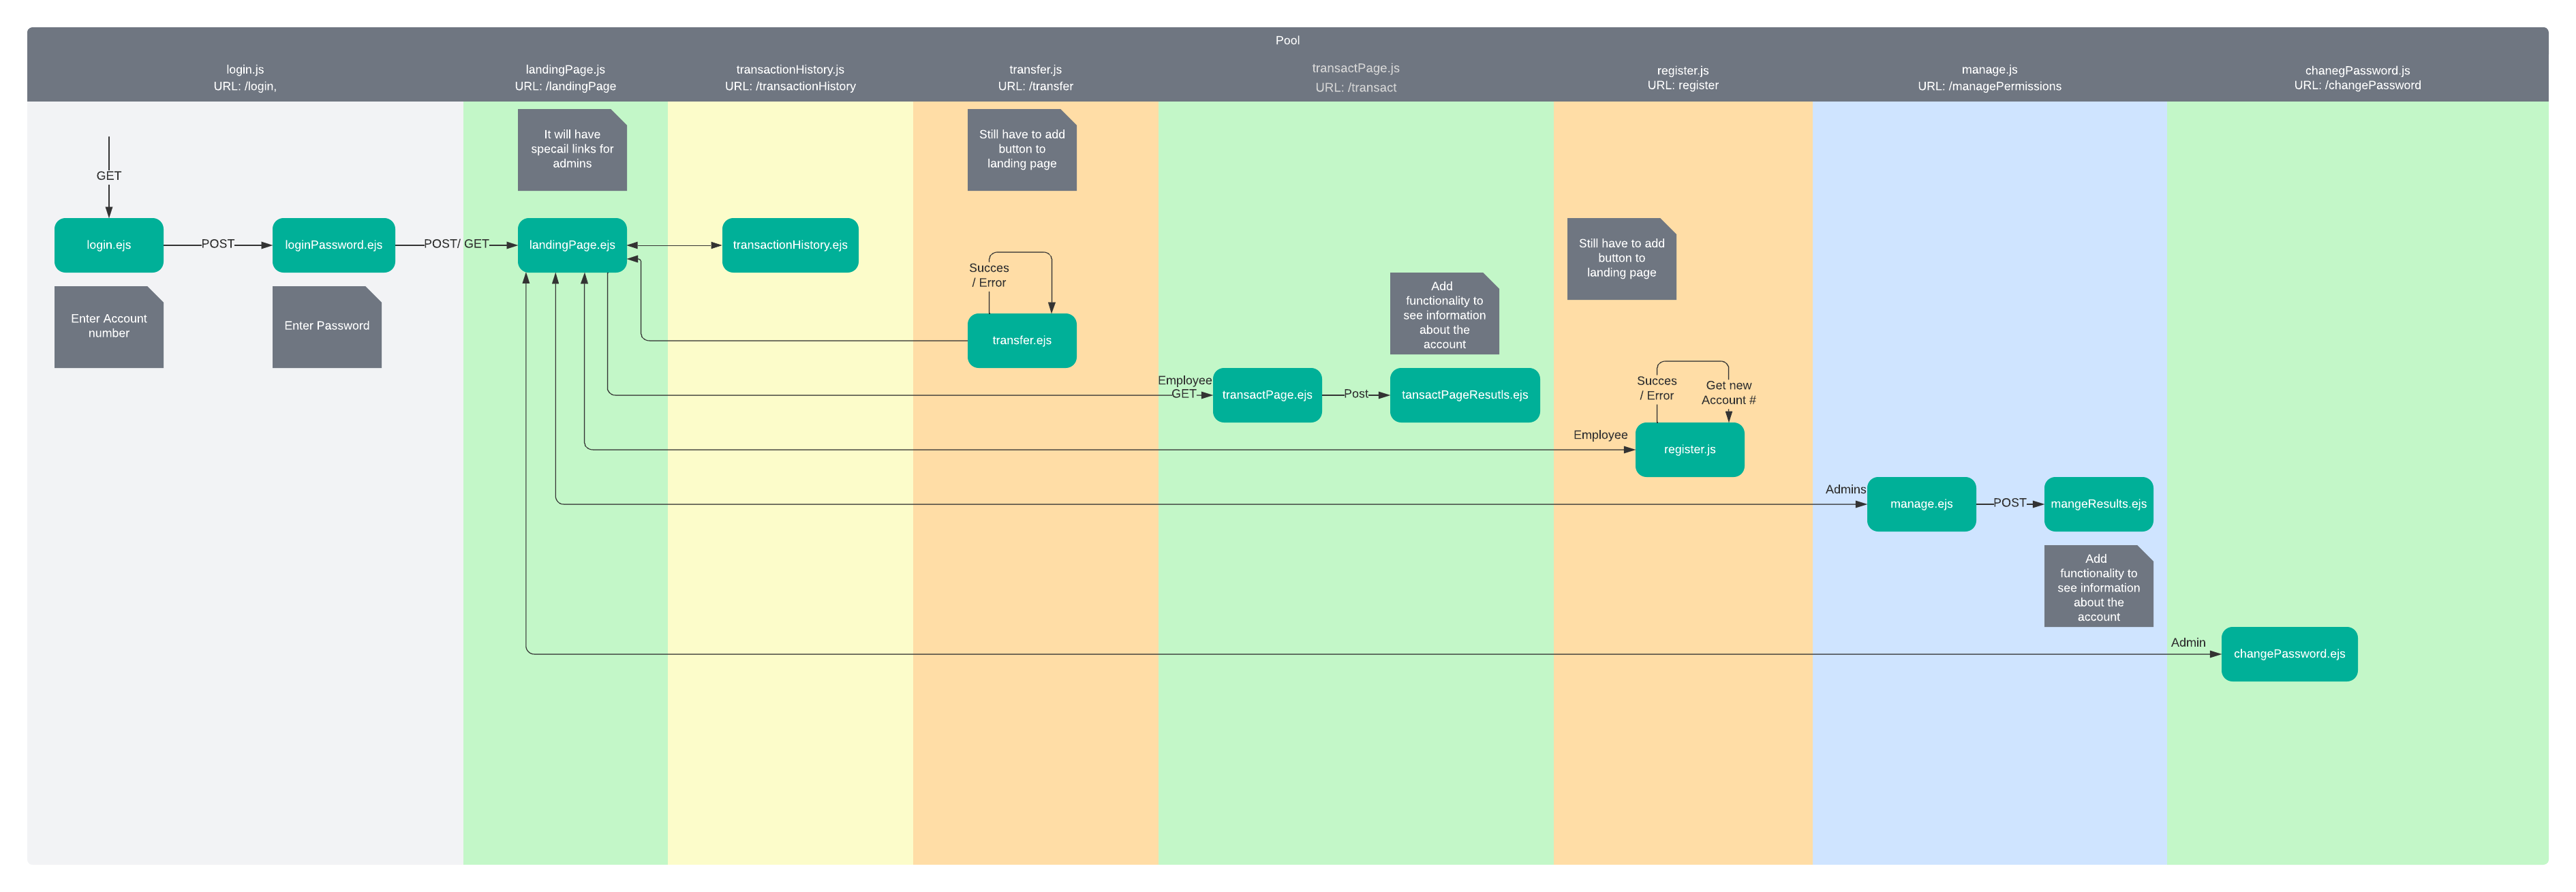 Pool
login.js
URL: /login,
landingPage.js
URL: /landingPage
transactionHistory.js
URL: /transactionHistory
transfer.js
URL: /transfer
transactPage.js
URL: /transact
register.js
URL: register
manage.js
URL: /managePermissions
chanegPassword.js
URL: /changePassword
GET
login.ejs
POST
loginPassword.ejs
POST/ GET
Enter Account
number
Enter Password
It will have
specail links for
admins
landingPage.ejs
transactionHistory.ejs
Still have to add
button to
landing page
Succes
/ Error
transfer.ejs
Employee
GET
transactPage.ejs
Post
Add
functionality to
see information
about the
account
tansactPageResutls.ejs
Still have to add
button to
landing page
Succes
/ Error
Get new
Account #
Employee
register.js
Admins
manage.ejs
POST
mangeResults.ejs
Add
functionality to
see information
about the
account
Admin
changePassword.ejs